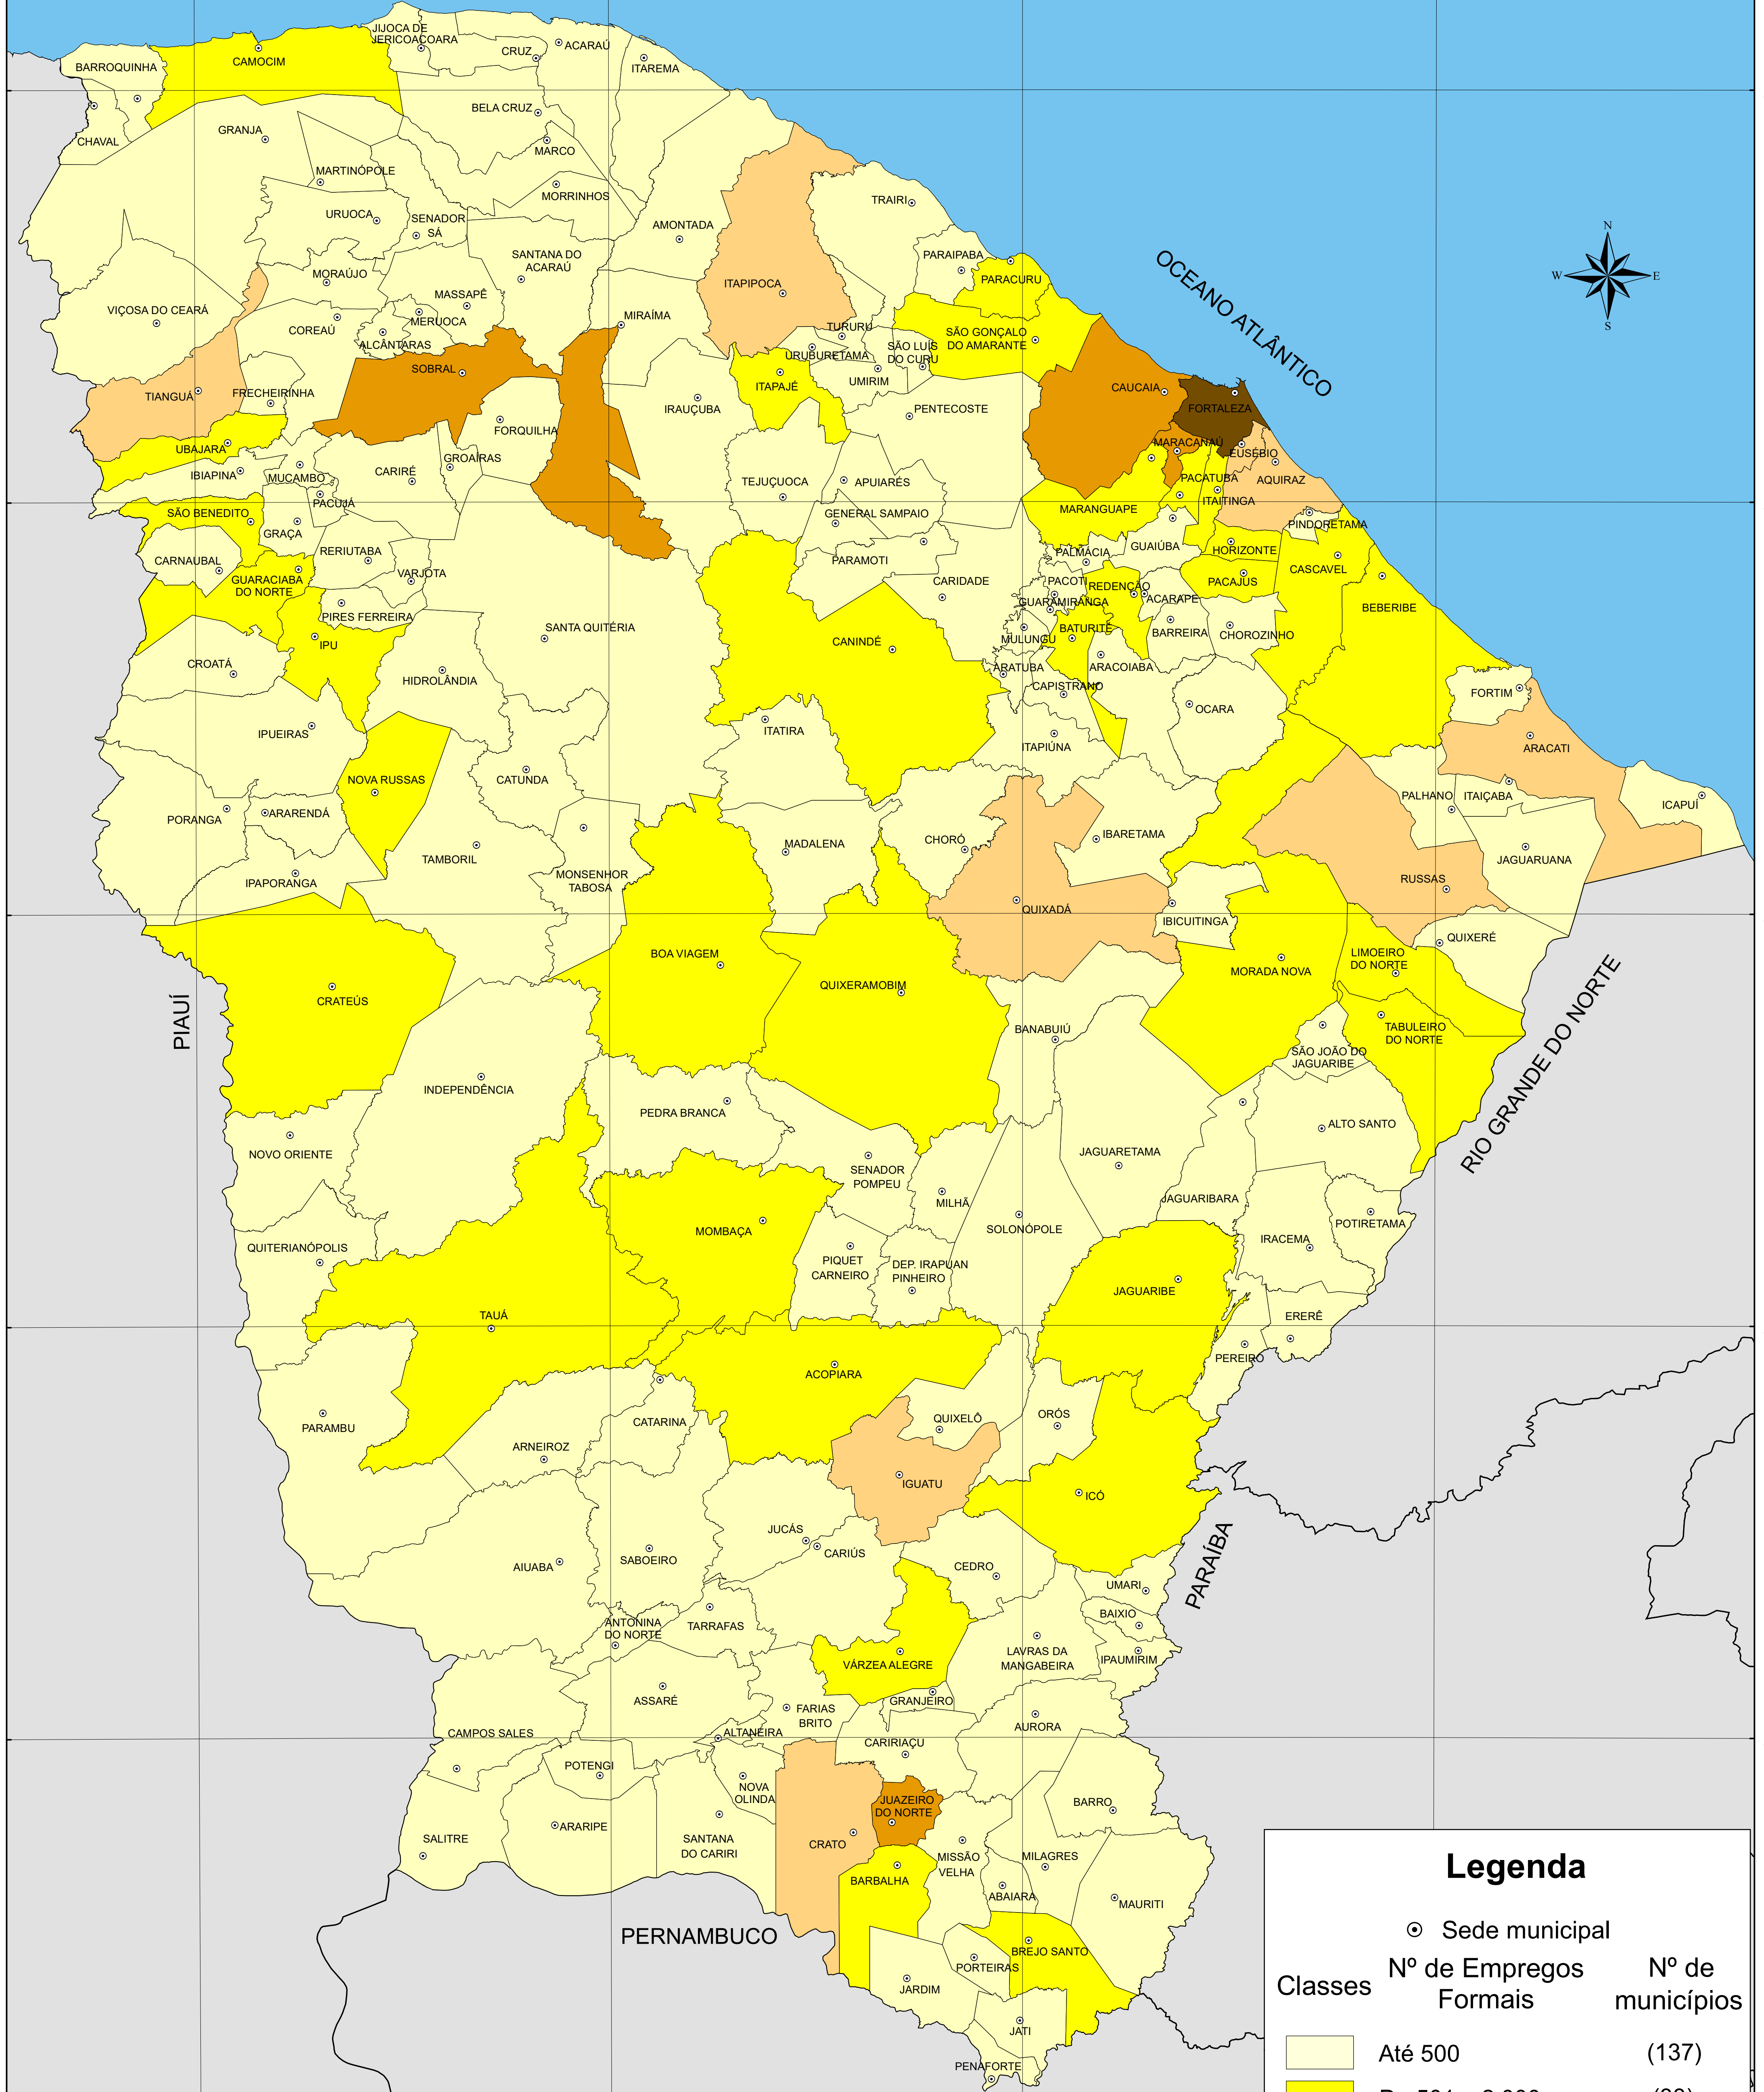 JIJOCA DE
JERICOACOARA
ACARAÚ
CRUZ
CAMOCIM
BARROQUINHA
ITAREMA
BELA CRUZ
GRANJA
CHAVAL
MARCO
MARTINÓPOLE
MORRINHOS
TRAIRI
URUOCA
SENADOR
SÁ
AMONTADA
SANTANA DO
ACARAÚ
PARAIPABA
MORAÚJO
PARACURU
ITAPIPOCA
MASSAPÊ
VIÇOSA DO CEARÁ
MIRAÍMA
MERUOCA
COREAÚ
TURURU
SÃO GONÇALO
DO AMARANTE
ALCÂNTARAS
SÃO LUÍS
DO CURU
URUBURETAMA
SOBRAL
UMIRIM
ITAPAJÉ
CAUCAIA
FRECHEIRINHA
TIANGUÁ
IRAUÇUBA
PENTECOSTE
FORTALEZA
FORQUILHA
MARACANAÚ
UBAJARA
EUSÉBIO
GROAÍRAS
CARIRÉ
IBIAPINA
MUCAMBO
PACATUBA
AQUIRAZ
TEJUÇUOCA
APUIARÉS
PACUJÁ
ITAITINGA
MARANGUAPE
SÃO BENEDITO
GENERAL SAMPAIO
PINDORETAMA
GRAÇA
GUAIÚBA
RERIUTABA
PALMÁCIA
HORIZONTE
CARNAUBAL
PARAMOTI
CASCAVEL
VARJOTA
GUARACIABA
DO NORTE
CARIDADE
PACOTI
PACAJUS
REDENÇÃO
ACARAPE
GUARAMIRANGA
BEBERIBE
PIRES FERREIRA
SANTA QUITÉRIA
BATURITÉ
BARREIRA
CHOROZINHO
MULUNGU
IPU
CANINDÉ
CROATÁ
ARATUBA
ARACOIABA
HIDROLÂNDIA
CAPISTRANO
FORTIM
OCARA
IPUEIRAS
ITATIRA
ITAPIÚNA
ARACATI
NOVA RUSSAS
CATUNDA
PALHANO
ITAIÇABA
ICAPUÍ
PORANGA
ARARENDÁ
IBARETAMA
CHORÓ
MADALENA
TAMBORIL
JAGUARUANA
MONSENHOR
TABOSA
IPAPORANGA
RUSSAS
QUIXADÁ
IBICUITINGA
QUIXERÉ
BOA VIAGEM
LIMOEIRO
DO NORTE
MORADA NOVA
QUIXERAMOBIM
CRATEÚS
BANABUIÚ
TABULEIRO
DO NORTE
SÃO JOÃO DO
JAGUARIBE
INDEPENDÊNCIA
PEDRA BRANCA
ALTO SANTO
NOVO ORIENTE
JAGUARETAMA
SENADOR
POMPEU
JAGUARIBARA
MILHÃ
POTIRETAMA
SOLONÓPOLE
MOMBAÇA
IRACEMA
QUITERIANÓPOLIS
PIQUET
CARNEIRO
DEP. IRAPUAN
PINHEIRO
JAGUARIBE
TAUÁ
ERERÊ
PEREIRO
ACOPIARA
ORÓS
QUIXELÔ
CATARINA
PARAMBU
ARNEIROZ
IGUATU
ICÓ
JUCÁS
CARIÚS
SABOEIRO
AIUABA
CEDRO
UMARI
BAIXIO
ANTONINA
DO NORTE
TARRAFAS
LAVRAS DA
MANGABEIRA
IPAUMIRIM
VÁRZEA ALEGRE
ASSARÉ
GRANJEIRO
FARIAS
BRITO
AURORA
CAMPOS SALES
ALTANEIRA
CARIRIAÇU
POTENGI
NOVA
OLINDA
JUAZEIRO
DO NORTE
BARRO
ARARIPE
SALITRE
SANTANA
DO CARIRI
CRATO
MISSÃO
VELHA
MILAGRES
BARBALHA
ABAIARA
MAURITI
BREJO SANTO
PORTEIRAS
JARDIM
JATI
PENAFORTE
OCEANO ATLÂNTICO
N
W
E
S
PIAUÍ
RIO GRANDE DO NORTE
PARAÍBA
PERNAMBUCO
Legenda
Sede municipal
Classes
Nº de Empregos
Formais
Nº de
municípios
Até 500 (137)